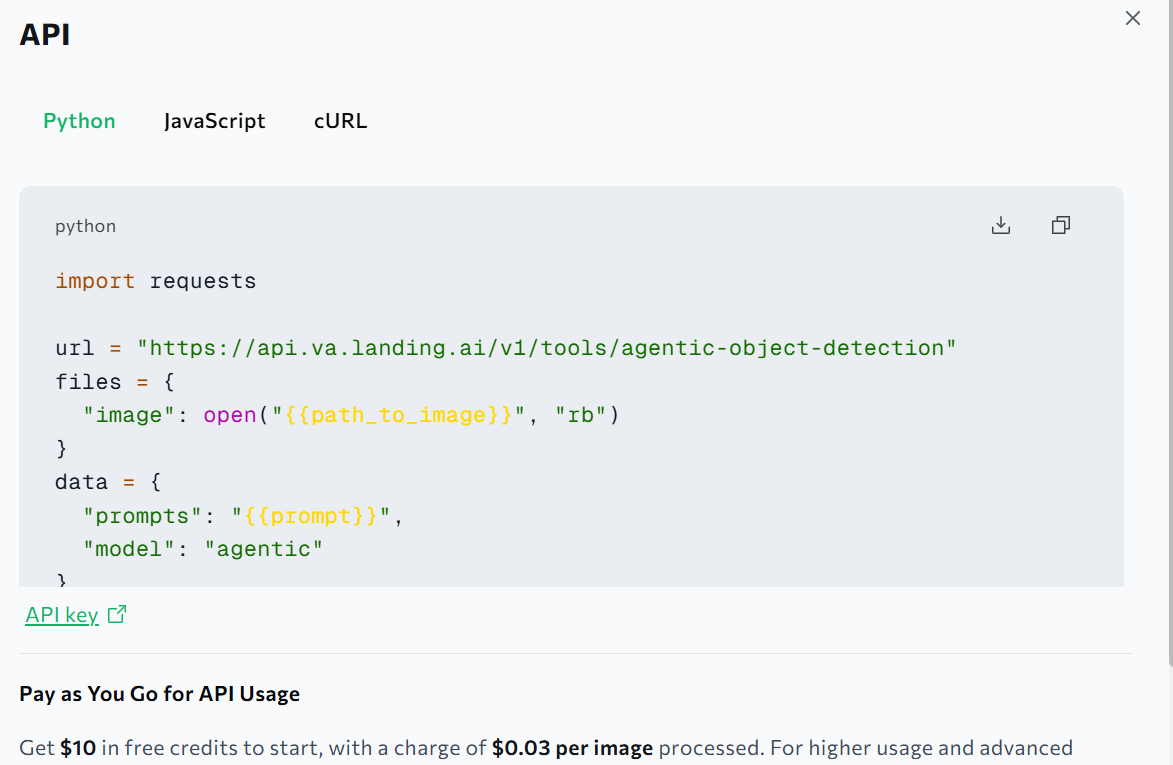 API
Python JavaScript cURL
python
import requests
url = "https://api.va.landing.ai/v1/tools/agentic-object-detection"
files = {
  "image": open("{{path_to_image}}", "rb")
}
data = {
  "prompts": "{{prompt}}",
  "model": "agentic"
}
API key
Pay as You Go for API Usage
Get $10 in free credits to start, with a charge of $0.03 per image processed. For higher usage and advanced